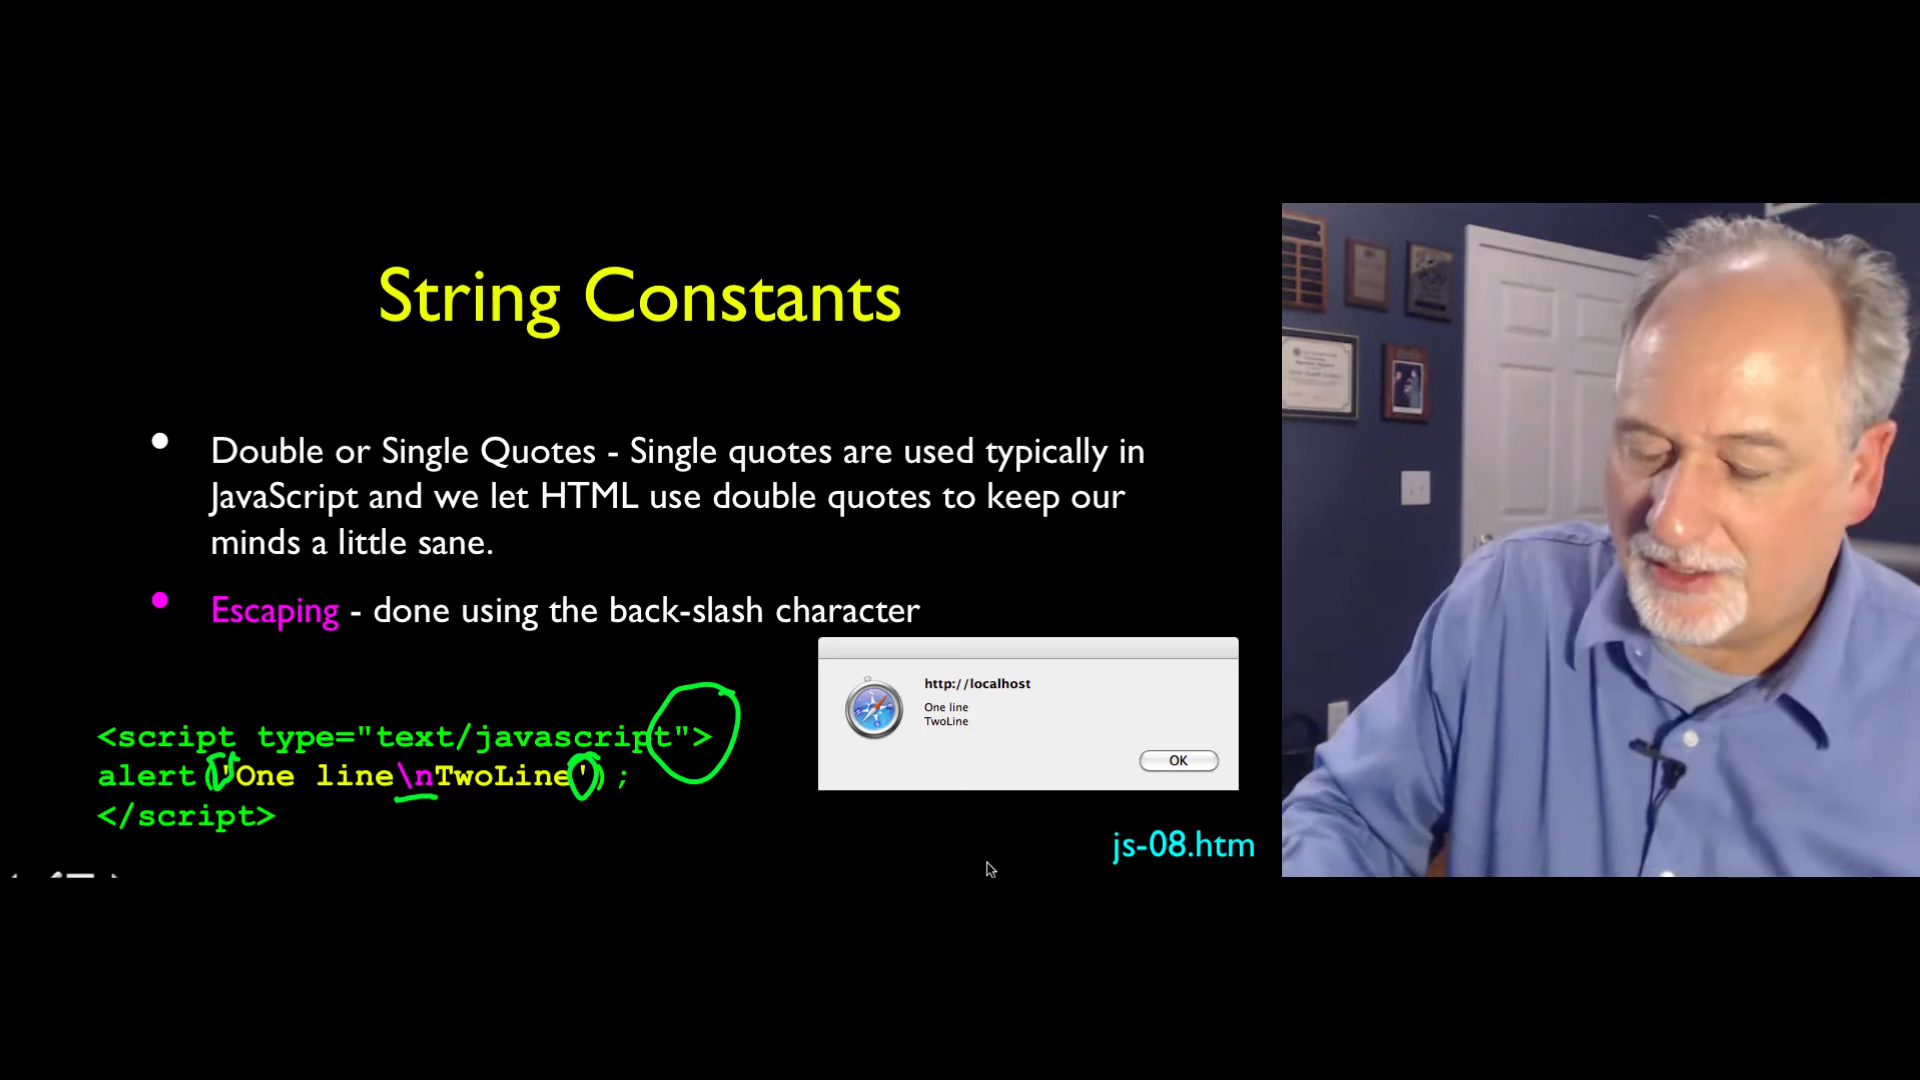 String Constants
• Double or Single Quotes - Single quotes are used typically in
JavaScript and we let HTML use double quotes to keep our
minds a little sane.
• Escaping - done using the back-slash character
<script type="text/javascript">
alert('One line\nTwoLine');
</script>
http://localhost
One line
TwoLine
OK
js-08.htm